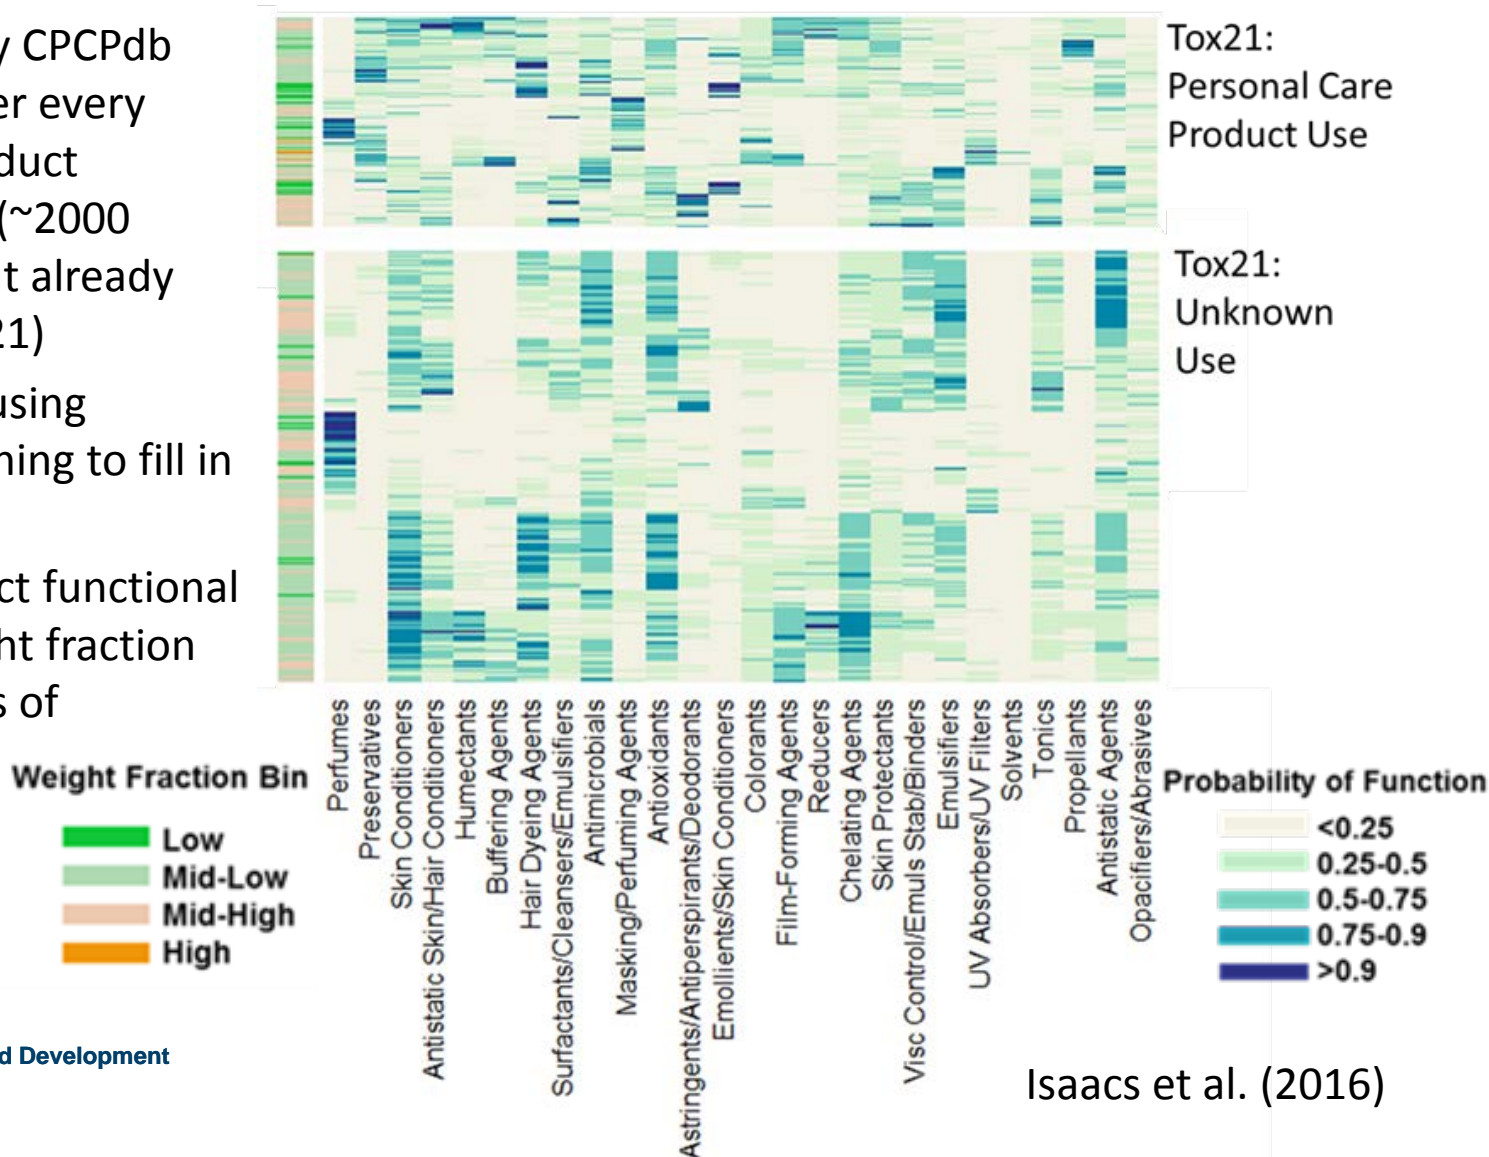 y CPCPdb
er every
duct
(~2000
t already
21)
using
ning to fill in
ct functional
ht fraction
s of
Tox21:
Personal Care
Product Use
Tox21:
Unknown
Use
Perfumes
Preservatives
Skin Conditioners
Antistatic Skin/Hair Conditioners
Humectants
Buffering Agents
Hair Dyeing Agents
Surfactants/Cleansers/Emulsifiers
Antimicrobials
Masking/Perfuming Agents
Antioxidants
Astringents/Antiperspirants/Deodorants
Emollients/Skin Conditioners
Colorants
Film-Forming Agents
Reducers
Chelating Agents
Skin Protectants
Visc Control/Emuls Stab/Binders
Emulsifiers
UV Absorbers/UV Filters
Solvents
Tonics
Propellants
Antistatic Agents
Opacifiers/Abrasives
Weight Fraction Bin
Low
Mid-Low
Mid-High
High
Probability of Function
<0.25
0.25-0.5
0.5-0.75
0.75-0.9
>0.9
d Development
Isaacs et al. (2016)